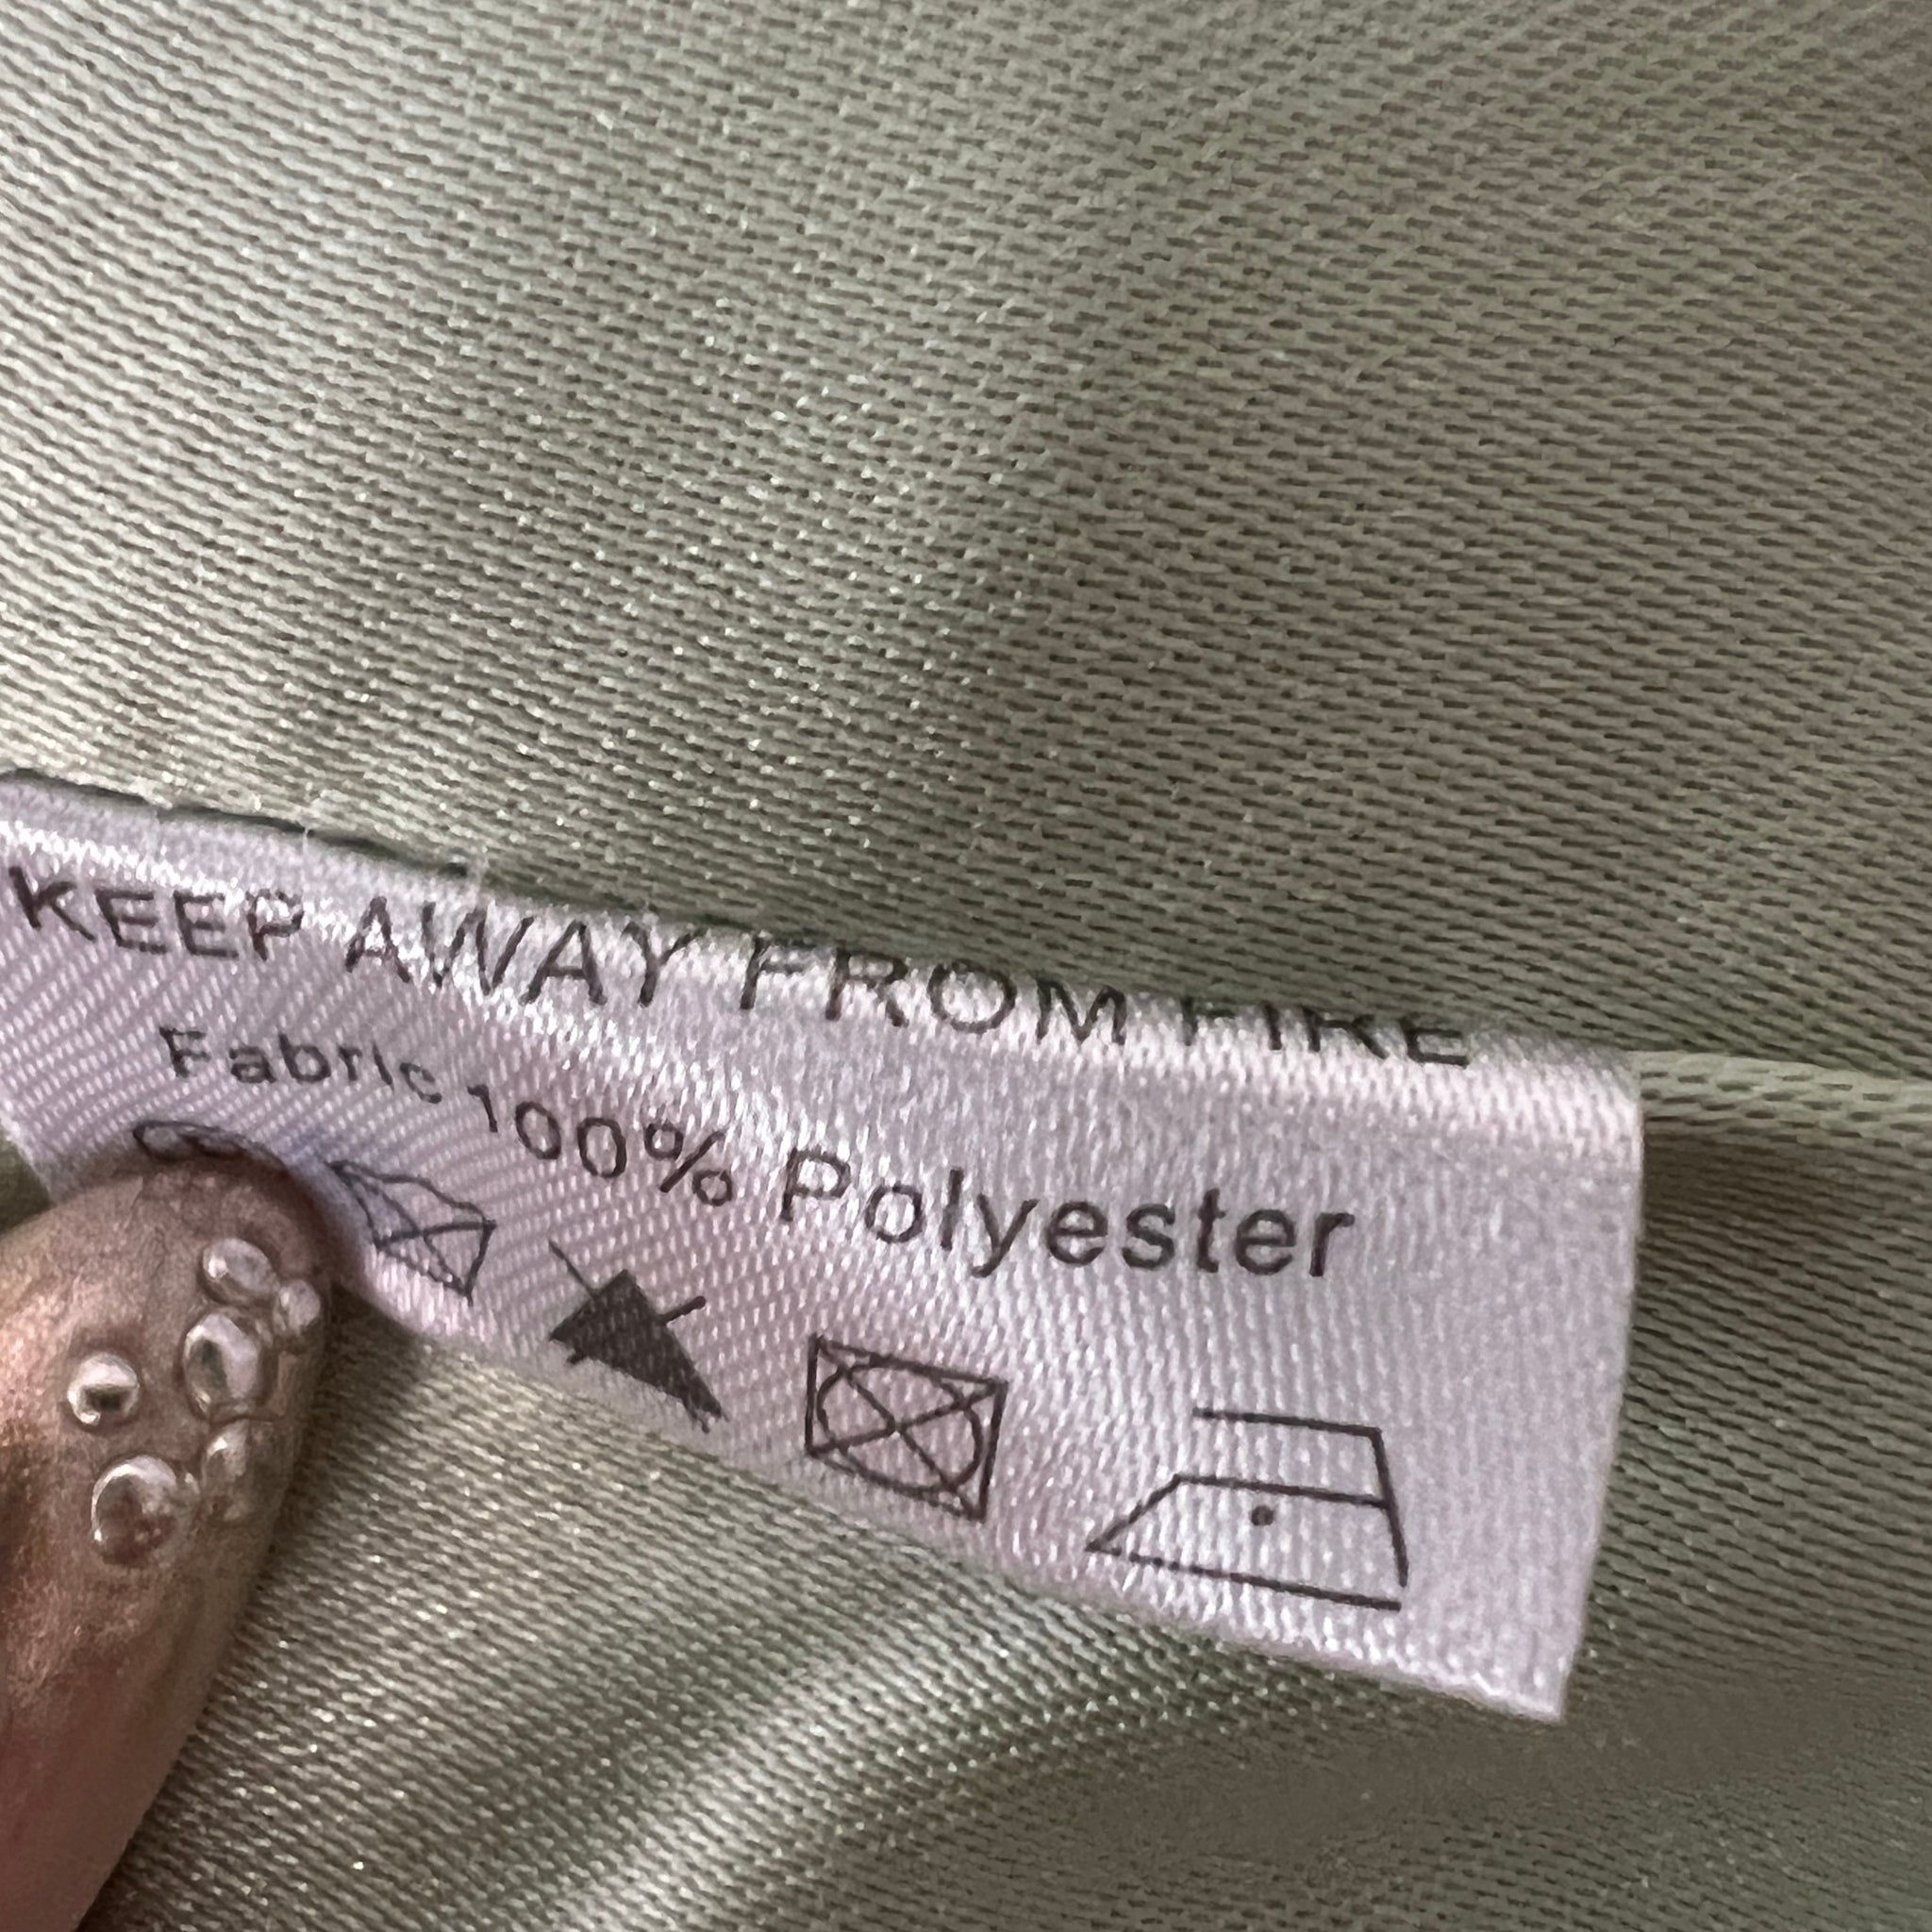 KEEP AWAY FROM FIRE
Fabric 100% Polyester